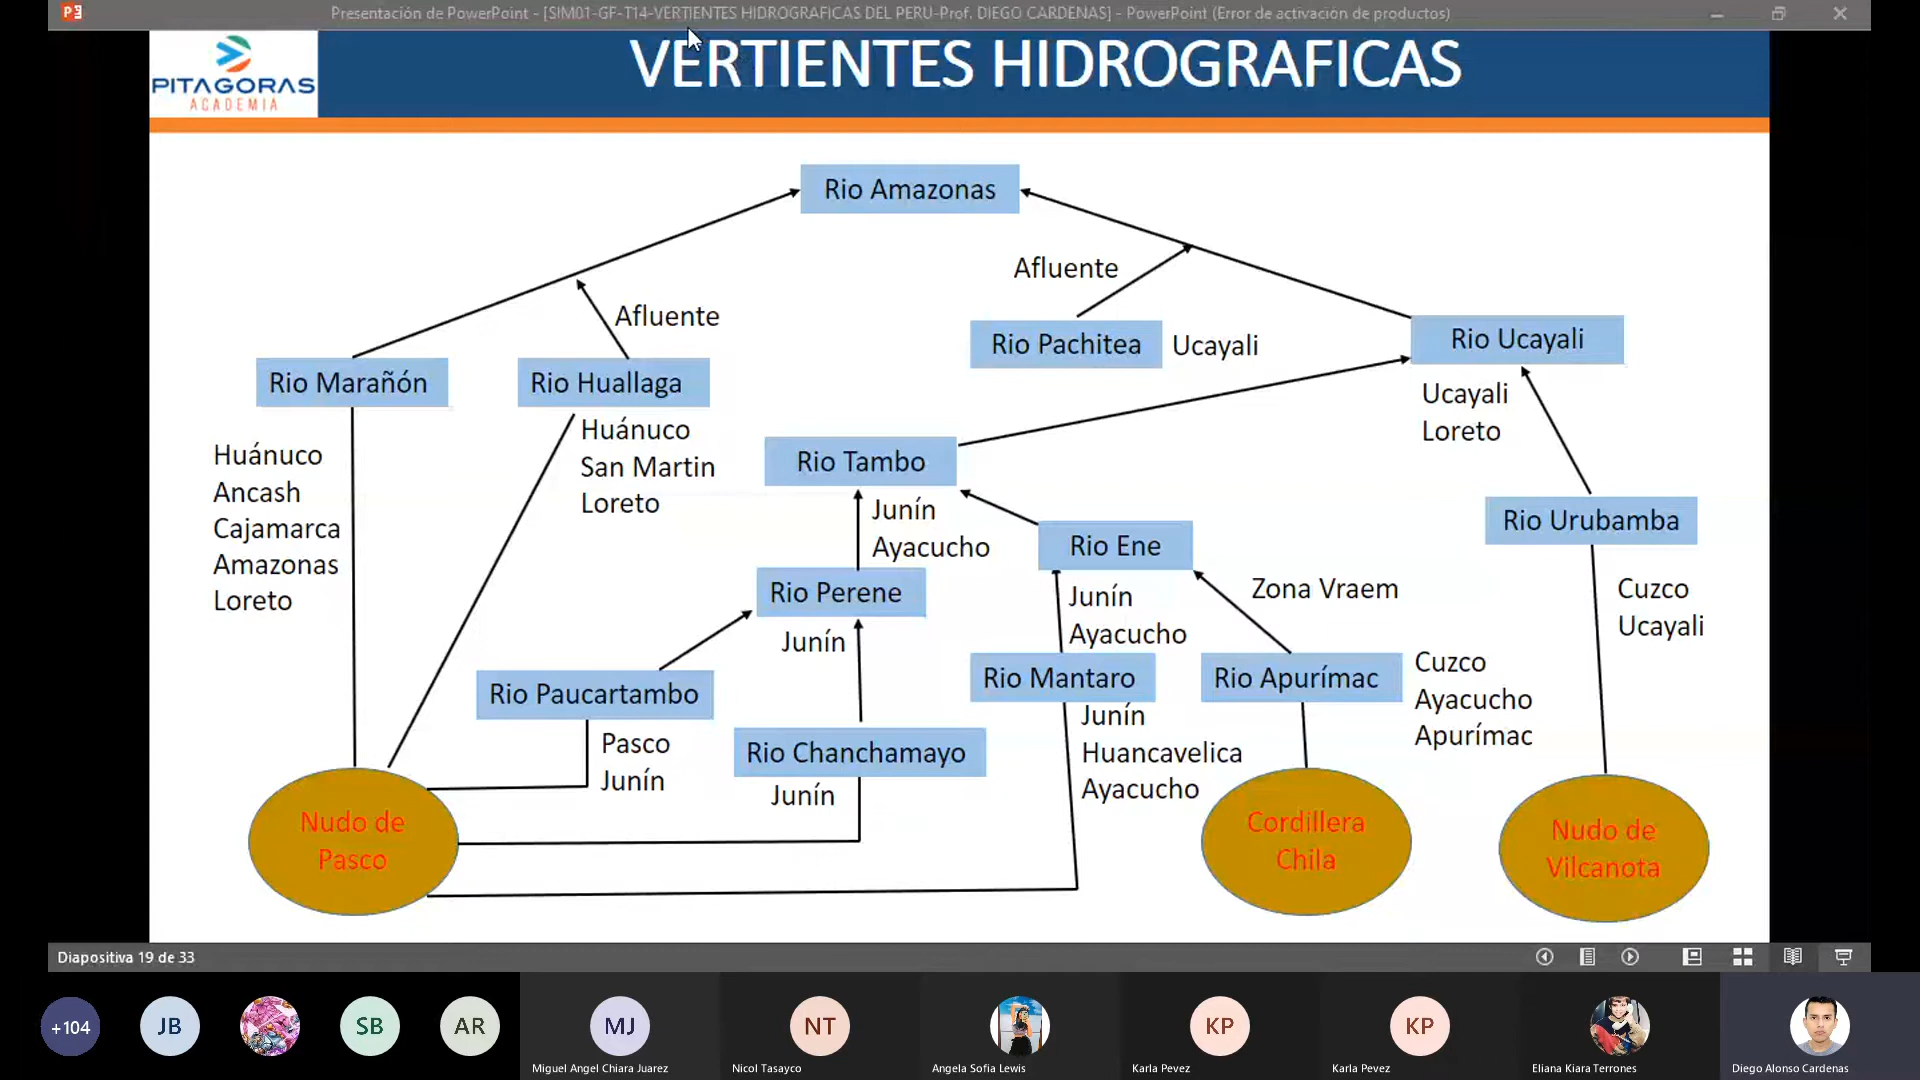 Presentación de PowerPoint - [SIM01-GF-T14-VERTIENTES HIDROGRAFICAS DEL PERU-Prof. DIEGO CARDENAS] - PowerPoint (Error de activación de productos)
PITAGORAS
ACADEMIA
VERTIENTES HIDROGRAFICAS
Rio Amazonas
Afluente
Afluente
Rio Pachitea
Ucayali
Rio Ucayali
Ucayali
Loreto
Rio Marañón
Huánuco
Ancash
Cajamarca
Amazonas
Loreto
Rio Huallaga
Huánuco
San Martin
Loreto
Rio Tambo
Junín
Ayacucho
Rio Ene
Junín
Ayacucho
Rio Urubamba
Cuzco
Ucayali
Rio Perene
Junín
Zona Vraem
Rio Paucartambo
Pasco
Junín
Rio Chanchamayo
Junín
Rio Mantaro
Junín
Huancavelica
Ayacucho
Rio Apurímac
Cuzco
Ayacucho
Apurímac
Nudo de
Pasco
Cordillera
Chila
Nudo de
Vilcanota
Diapositiva 19 de 33
+104
JB
SB
AR
MJ
Miguel Angel Chiara Juarez
NT
Nicol Tasayco
Angela Sofia Lewis
KP
Karla Pevez
KP
Karla Pevez
Eliana Kiara Terrones
Diego Alonso Cardenas